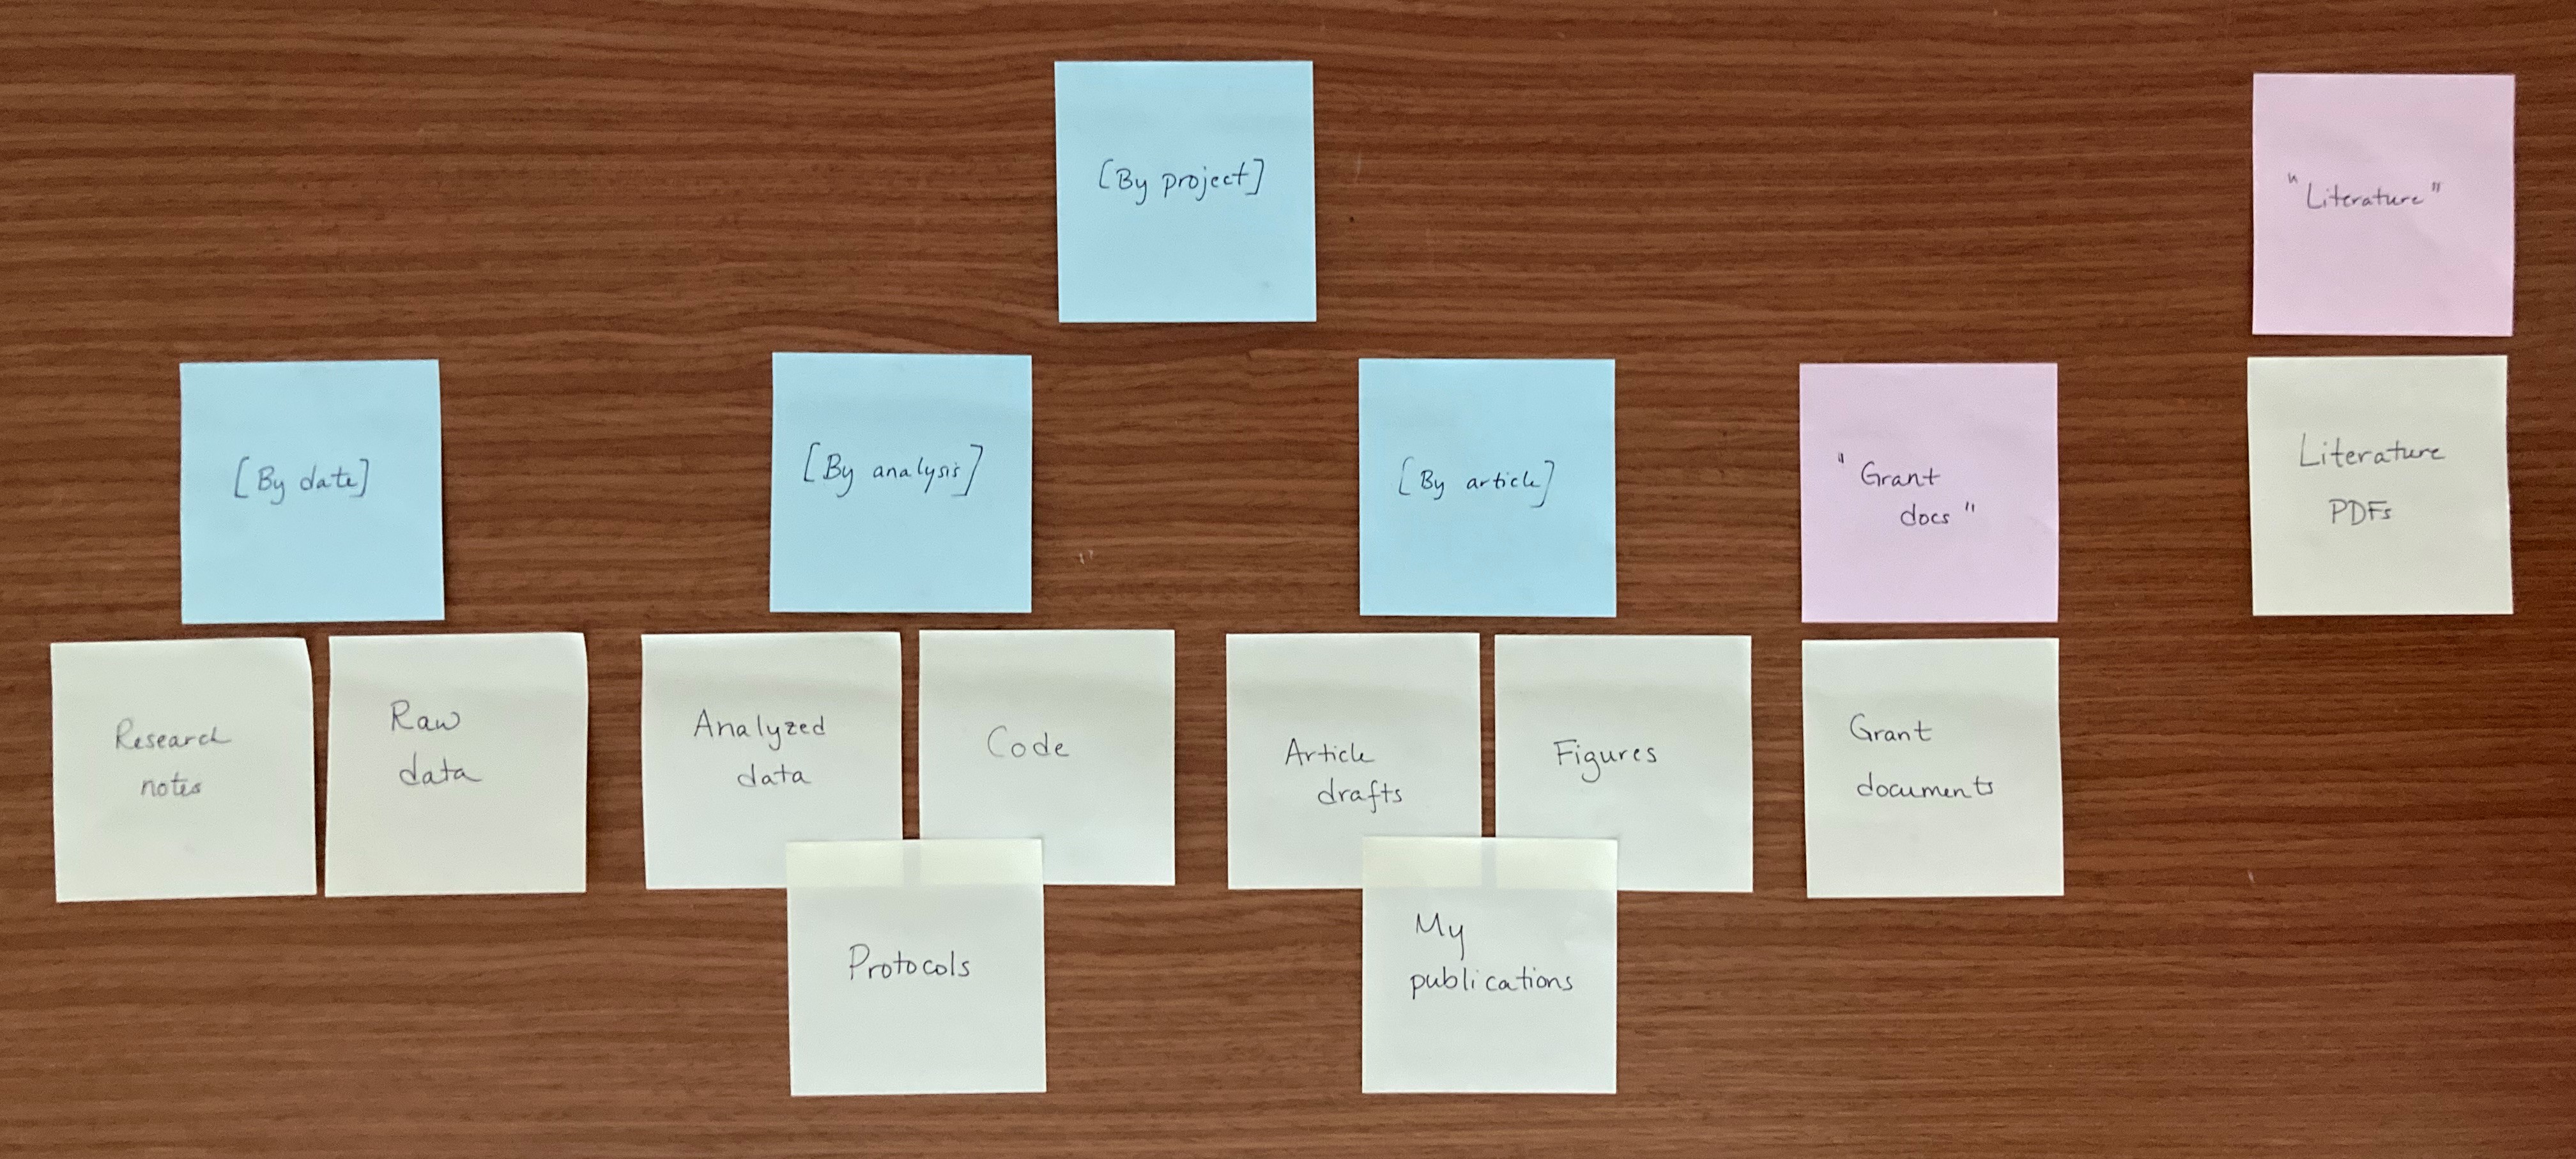 [By project]
"Literature"
[By date]
[By analysis]
[By article]
"Grant
docs"
Literature
PDFs
Research
notes
Raw
data
Analyzed
data
Code
Article
drafts
Figures
Grant
documents
Protocols
My
publications